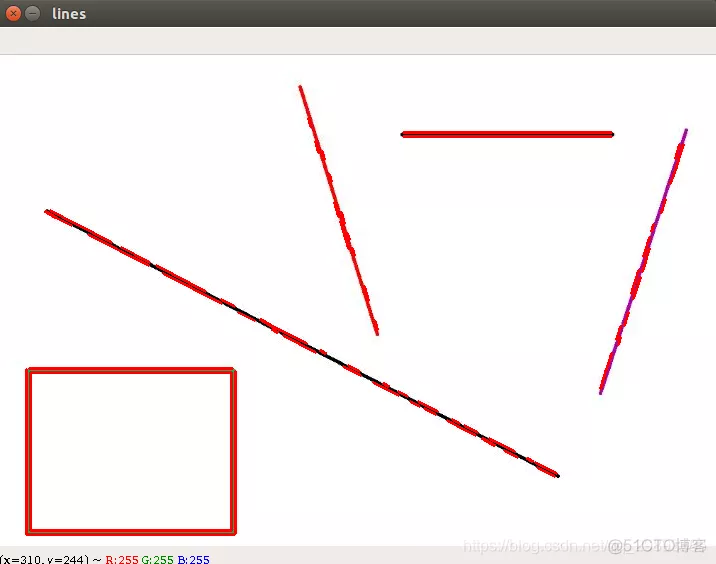 lines
https://blog.csdn.net/
@51CTO博客
(x=310, y=244) ~ R:255 G:255 B:255